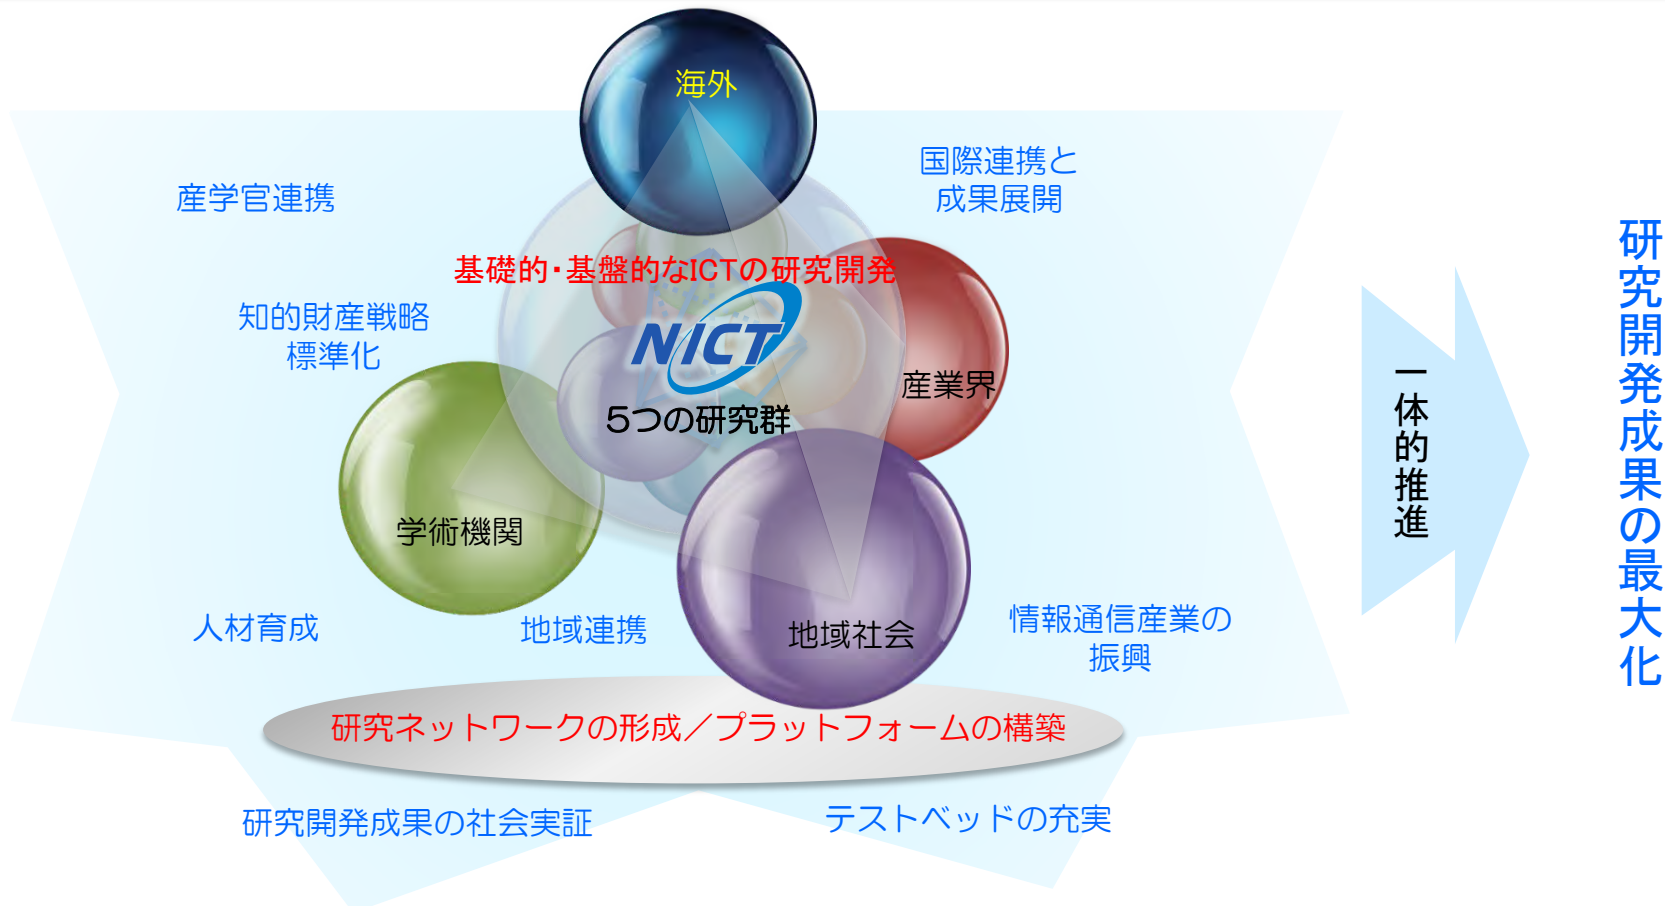 海外
産学官連携
国際連携と
成果展開
基礎的・基盤的なICTの研究開発
NICT
5つの研究群
知的財産戦略
標準化
産業界
学術機関
地域社会
人材育成
地域連携
情報通信産業の
振興
研究ネットワークの形成／プラットフォームの構築
研究開発成果の社会実証
テストベッドの充実
一体的推進
研究開発成果の最大化